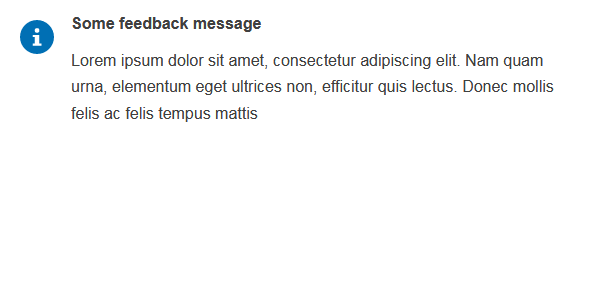 Some feedback message
Lorem ipsum dolor sit amet, consectetur adipiscing elit. Nam quam
urna, elementum eget ultrices non, efficitur quis lectus. Donec mollis
felis ac felis tempus mattis